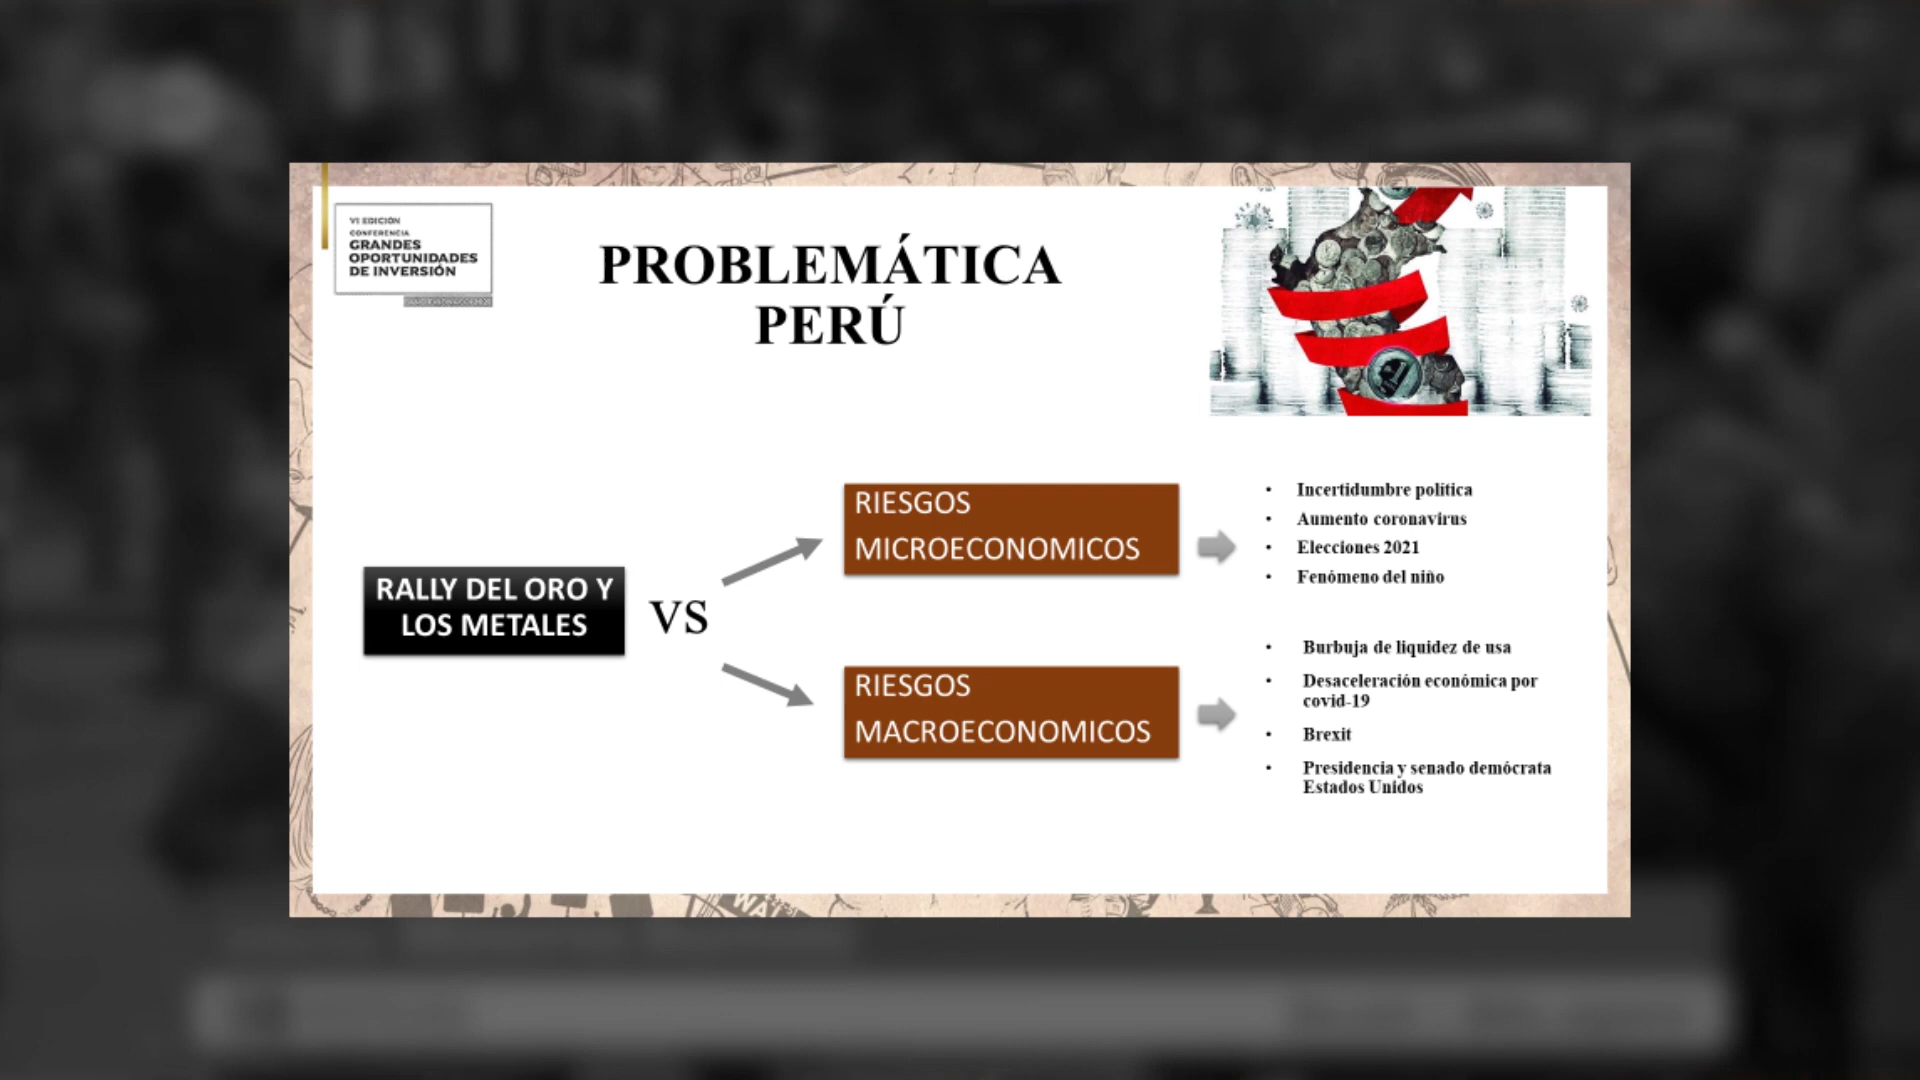 VI EDICIÓN
CONFERENCIA
GRANDES
OPORTUNIDADES
DE INVERSIÓN
PROBLEMÁTICA
PERÚ
RALLY DEL ORO Y
LOS METALES
VS
RIESGOS
MICROECONOMICOS
• Incertidumbre política
• Aumento coronavirus
• Elecciones 2021
• Fenómeno del niño
RIESGOS
MACROECONOMICOS
• Burbuja de liquidez de usa
• Desaceleración económica por
covid-19
• Brexit
• Presidencia y senado demócrata
Estados Unidos